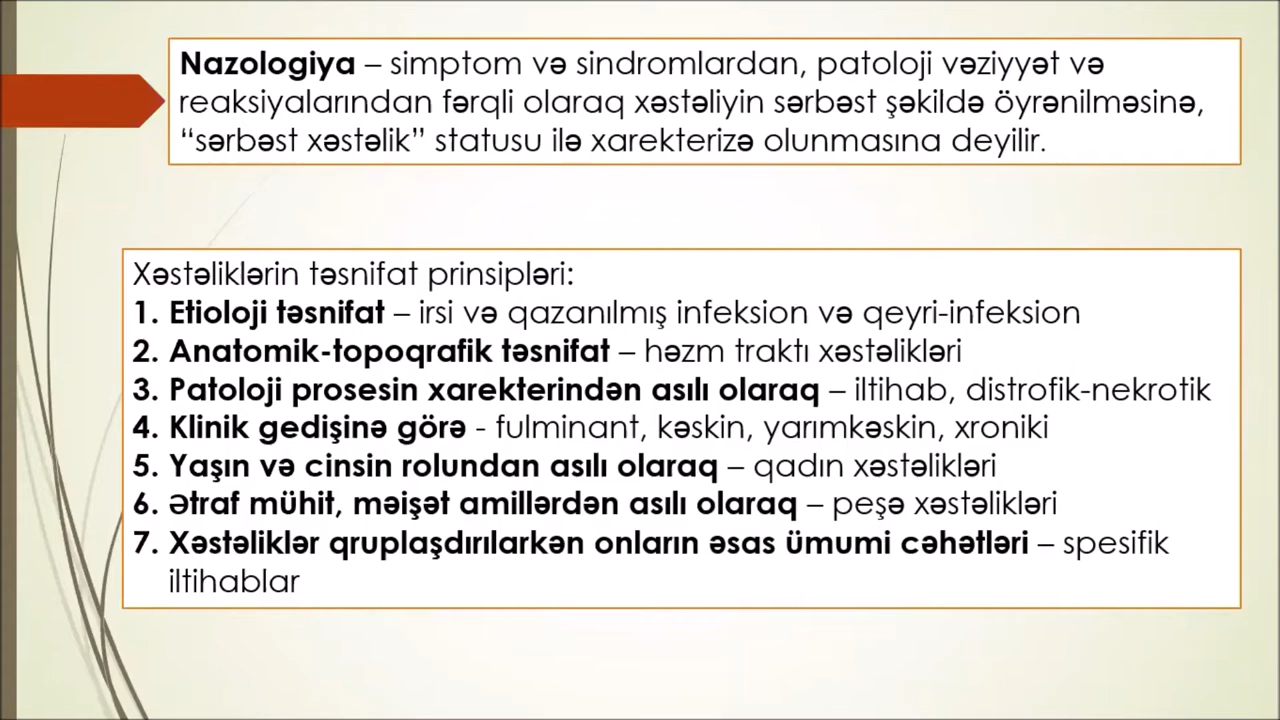 Nazologiya – simptom və sindromlardan, patoloji vəziyyət və
reaksiyalarından fərqli olaraq xəstəliyin sərbəst şəkildə öyrənilməsinə,
“sərbəst xəstəlik” statusu ilə xarekterizə olunmasına deyilir.
Xəstəliklərin təsnifat prinsipləri:
1. Etioloji təsnifat – irsi və qazanılmış infeksion və qeyri-infeksion
2. Anatomik-topoqrafik təsnifat – həzm traktı xəstəlikləri
3. Patoloji prosesin xarekterindən asılı olaraq – iltihab, distrofik-nekrotik
4. Klinik gedişinə görə - fulminant, kəskin, yarımkəskin, xroniki
5. Yaşın və cinsin rolundan asılı olaraq – qadın xəstəlikləri
6. Ətraf mühit, məişət amillərdən asılı olaraq – peşə xəstəlikləri
7. Xəstəliklər qruplaşdırılarkən onların əsas ümumi cəhətləri – spesifik
iltihablar